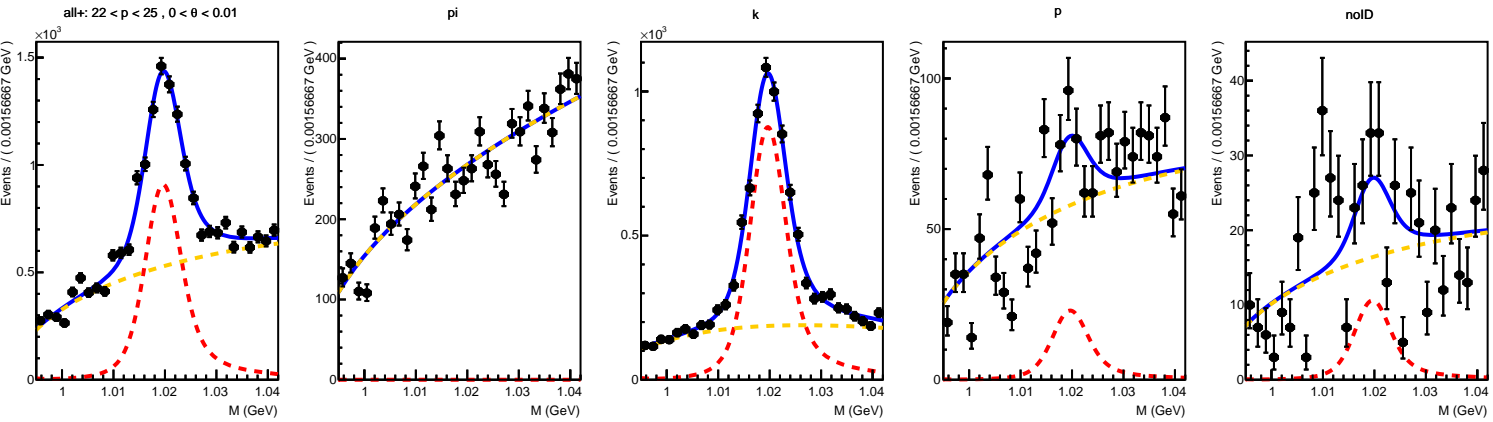 all+: 22 < p < 25 , 0 < θ < 0.01
×10³
Events / ( 0.00156667 GeV )
1.5
1
0.5
0
1 1.01 1.02 1.03 1.04
M (GeV)
pi
Events / ( 0.00156667 GeV )
400
300
200
100
0
1 1.01 1.02 1.03 1.04
M (GeV)
k
×10³
Events / ( 0.00156667 GeV )
1
0.5
0
1 1.01 1.02 1.03 1.04
M (GeV)
p
Events / ( 0.00156667 GeV )
100
50
0
1 1.01 1.02 1.03 1.04
M (GeV)
noID
Events / ( 0.00156667 GeV )
40
30
20
10
0
1 1.01 1.02 1.03 1.04
M (GeV)